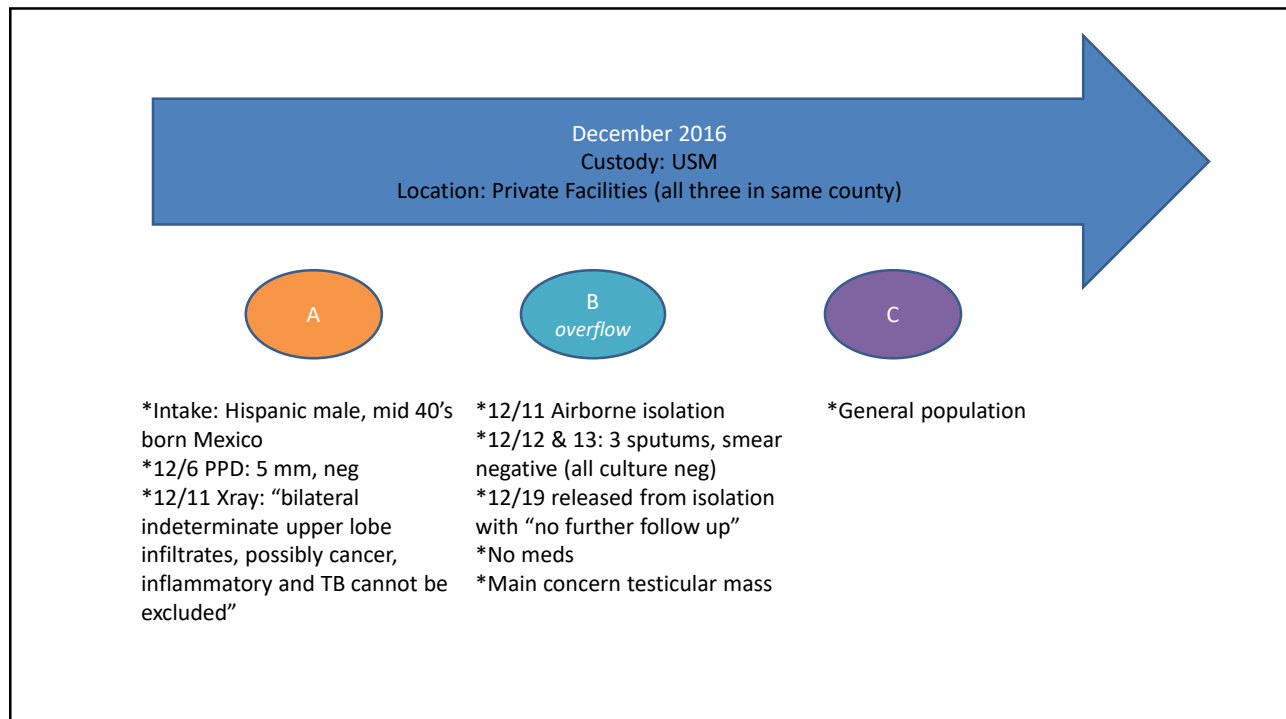 December 2016
Custody: USM
Location: Private Facilities (all three in same county)
A
B
overflow
C
*Intake: Hispanic male, mid 40’s
born Mexico
*12/6 PPD: 5 mm, neg
*12/11 Xray: “bilateral
indeterminate upper lobe
infiltrates, possibly cancer,
inflammatory and TB cannot be
excluded”
*12/11 Airborne isolation
*12/12 & 13: 3 sputums, smear
negative (all culture neg)
*12/19 released from isolation
with “no further follow up”
*No meds
*Main concern testicular mass
*General population